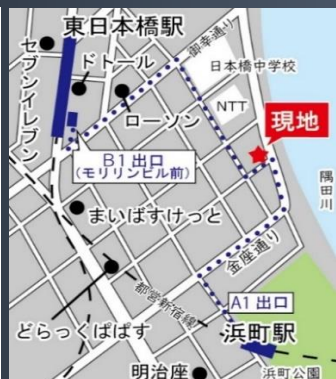 東日本橋駅
セブンイレブン
ドトール
ローソン
御幸通り
日本橋中学校
NTT
現地
B1 出口
(モリリンビル前)
隅田川
まいばすけっと
金座通り
都営新宿線
A1 出口
どらっぐぱぱす
浜町駅
明治座
浜町公園